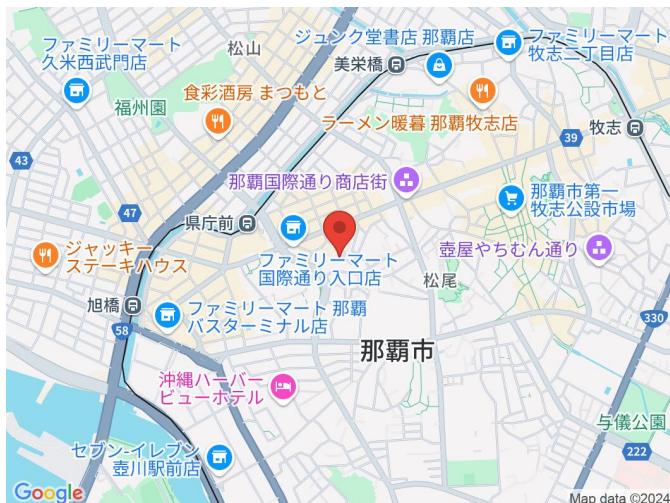 ファミリーマート
久米西武門店
松山
ジュンク堂書店 那覇店
美栄橋
ファミリーマート
牧志二丁目店
食彩酒房 まつもと
福州園
ラーメン暖暮 那覇牧志店
牧志
39
43
那覇国際通り商店街
那覇市第一
牧志公設市場
47
県庁前
ジャッキー
ステーキハウス
ファミリーマート
国際通り入口店
壺屋やちむん通り
松尾
旭橋
58
ファミリーマート 那覇
バスターミナル店
330
那覇市
沖縄ハーバー
ビューホテル
与儀公園
セブン-イレブン
壺川駅前店
222
Google
Map data ©2024